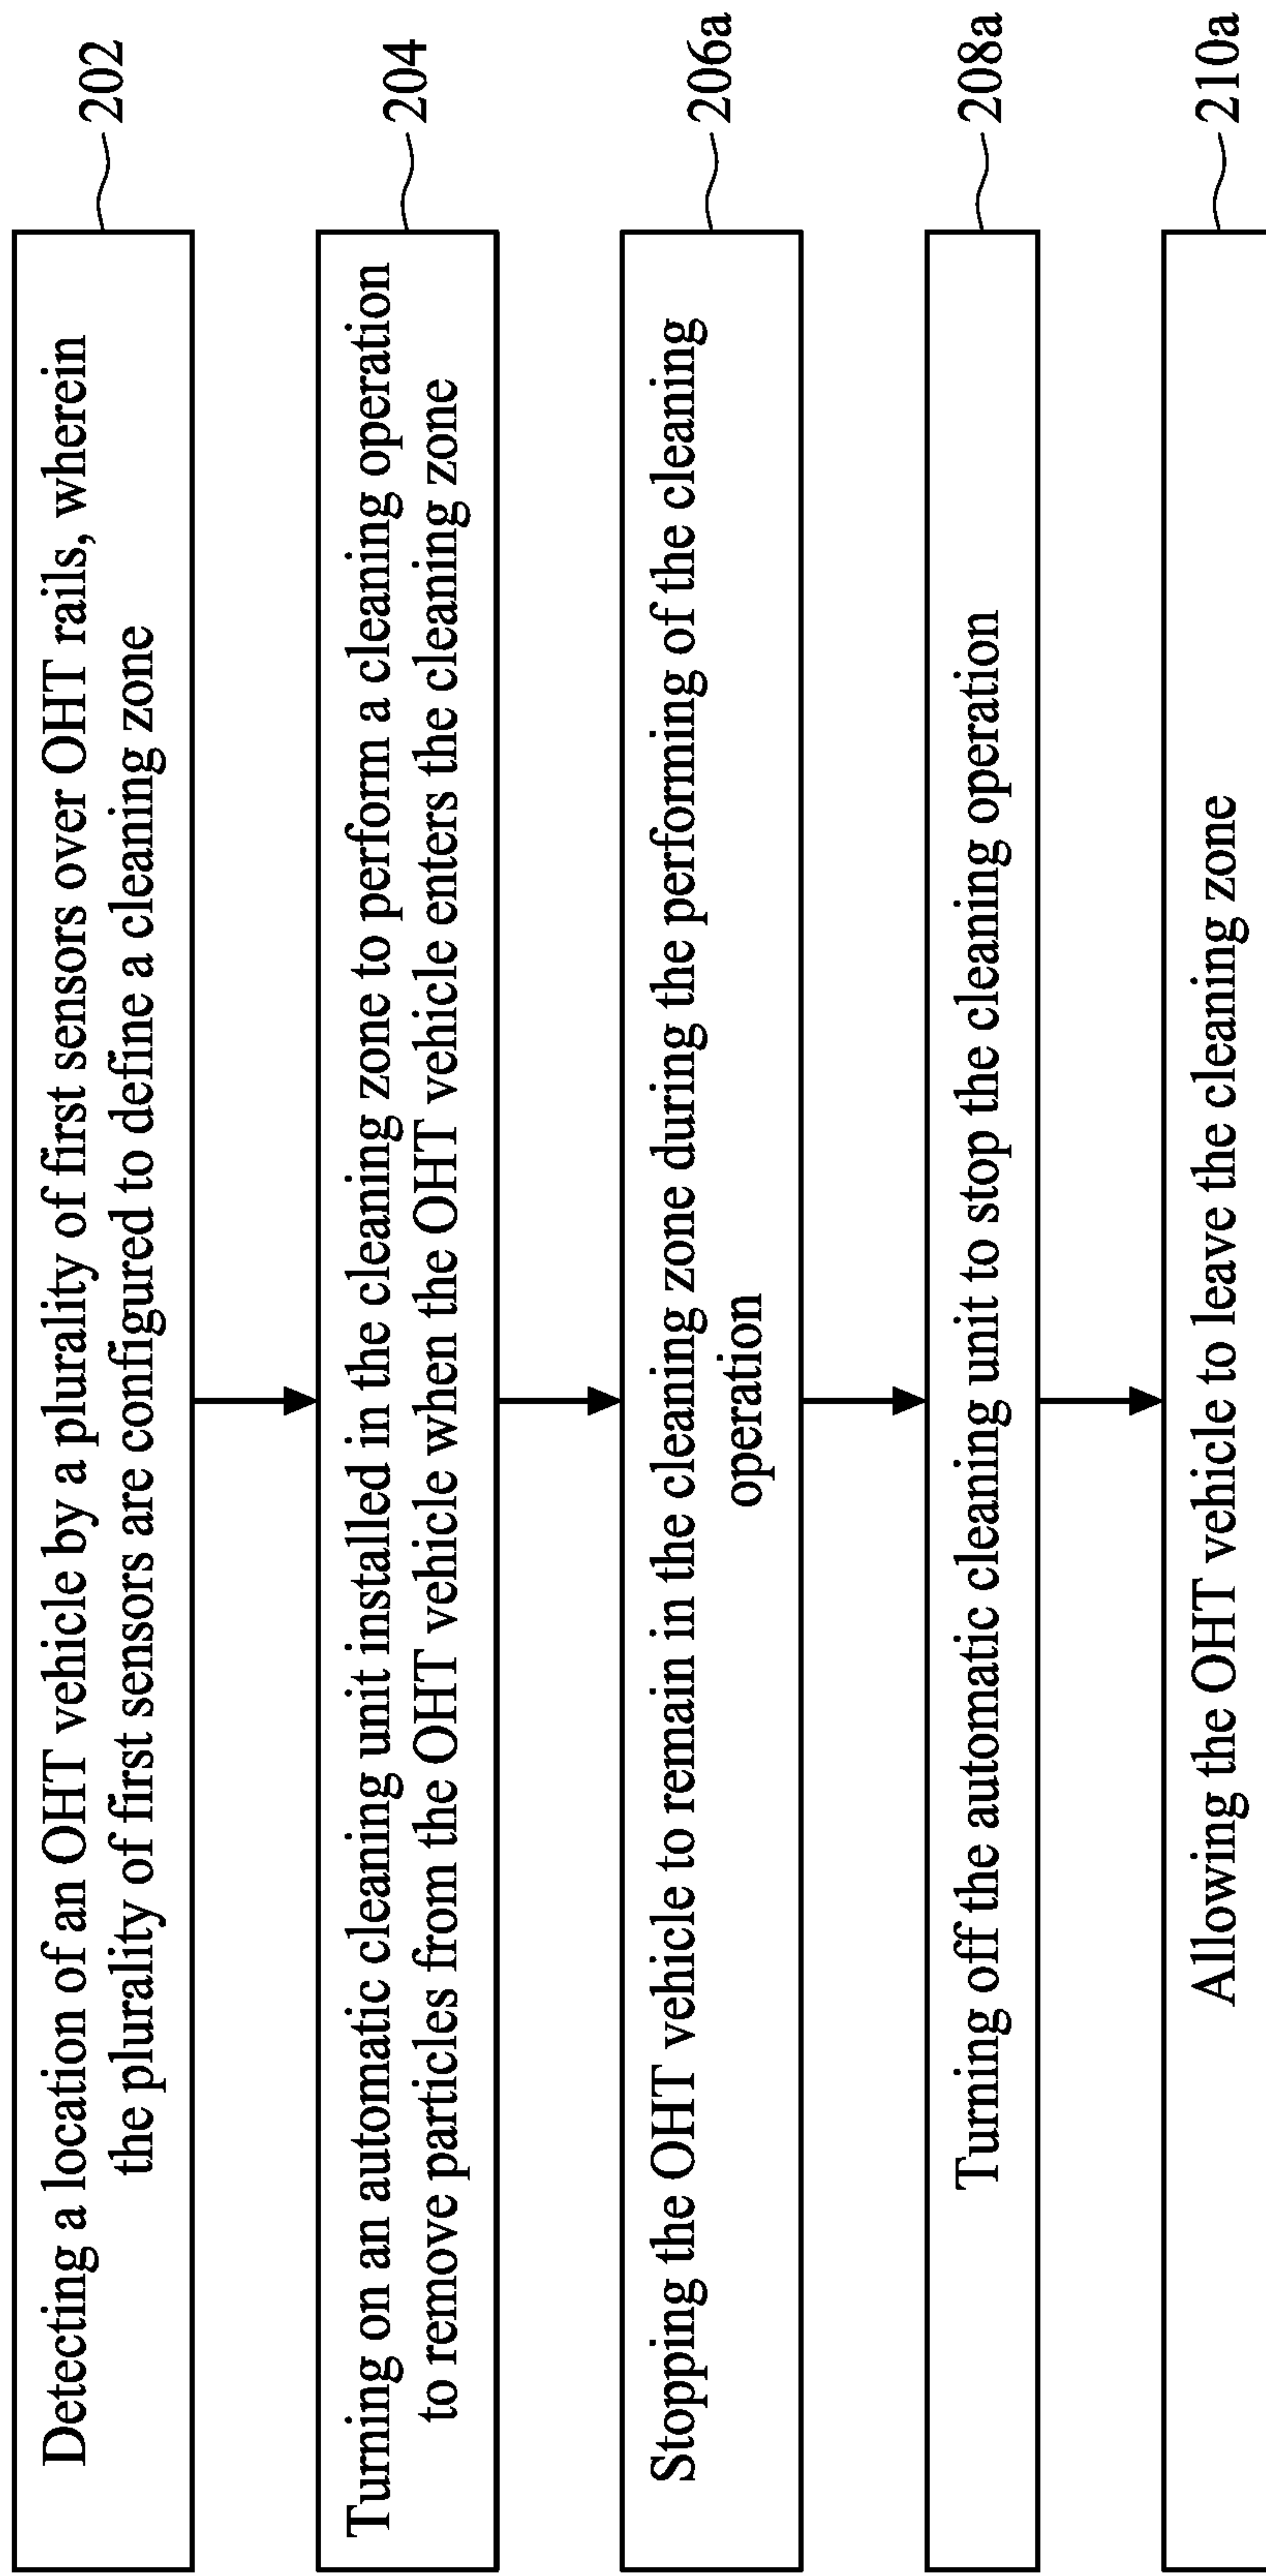 Detecting a location of an OHT vehicle by a plurality of first sensors over OHT rails, wherein
the plurality of first sensors are configured to define a cleaning zone
202
Turning on an automatic cleaning unit installed in the cleaning zone to perform a cleaning operation
to remove particles from the OHT vehicle when the OHT vehicle enters the cleaning zone
204
Stopping the OHT vehicle to remain in the cleaning zone during the performing of the cleaning
operation
206a
Turning off the automatic cleaning unit to stop the cleaning operation
208a
Allowing the OHT vehicle to leave the cleaning zone
210a